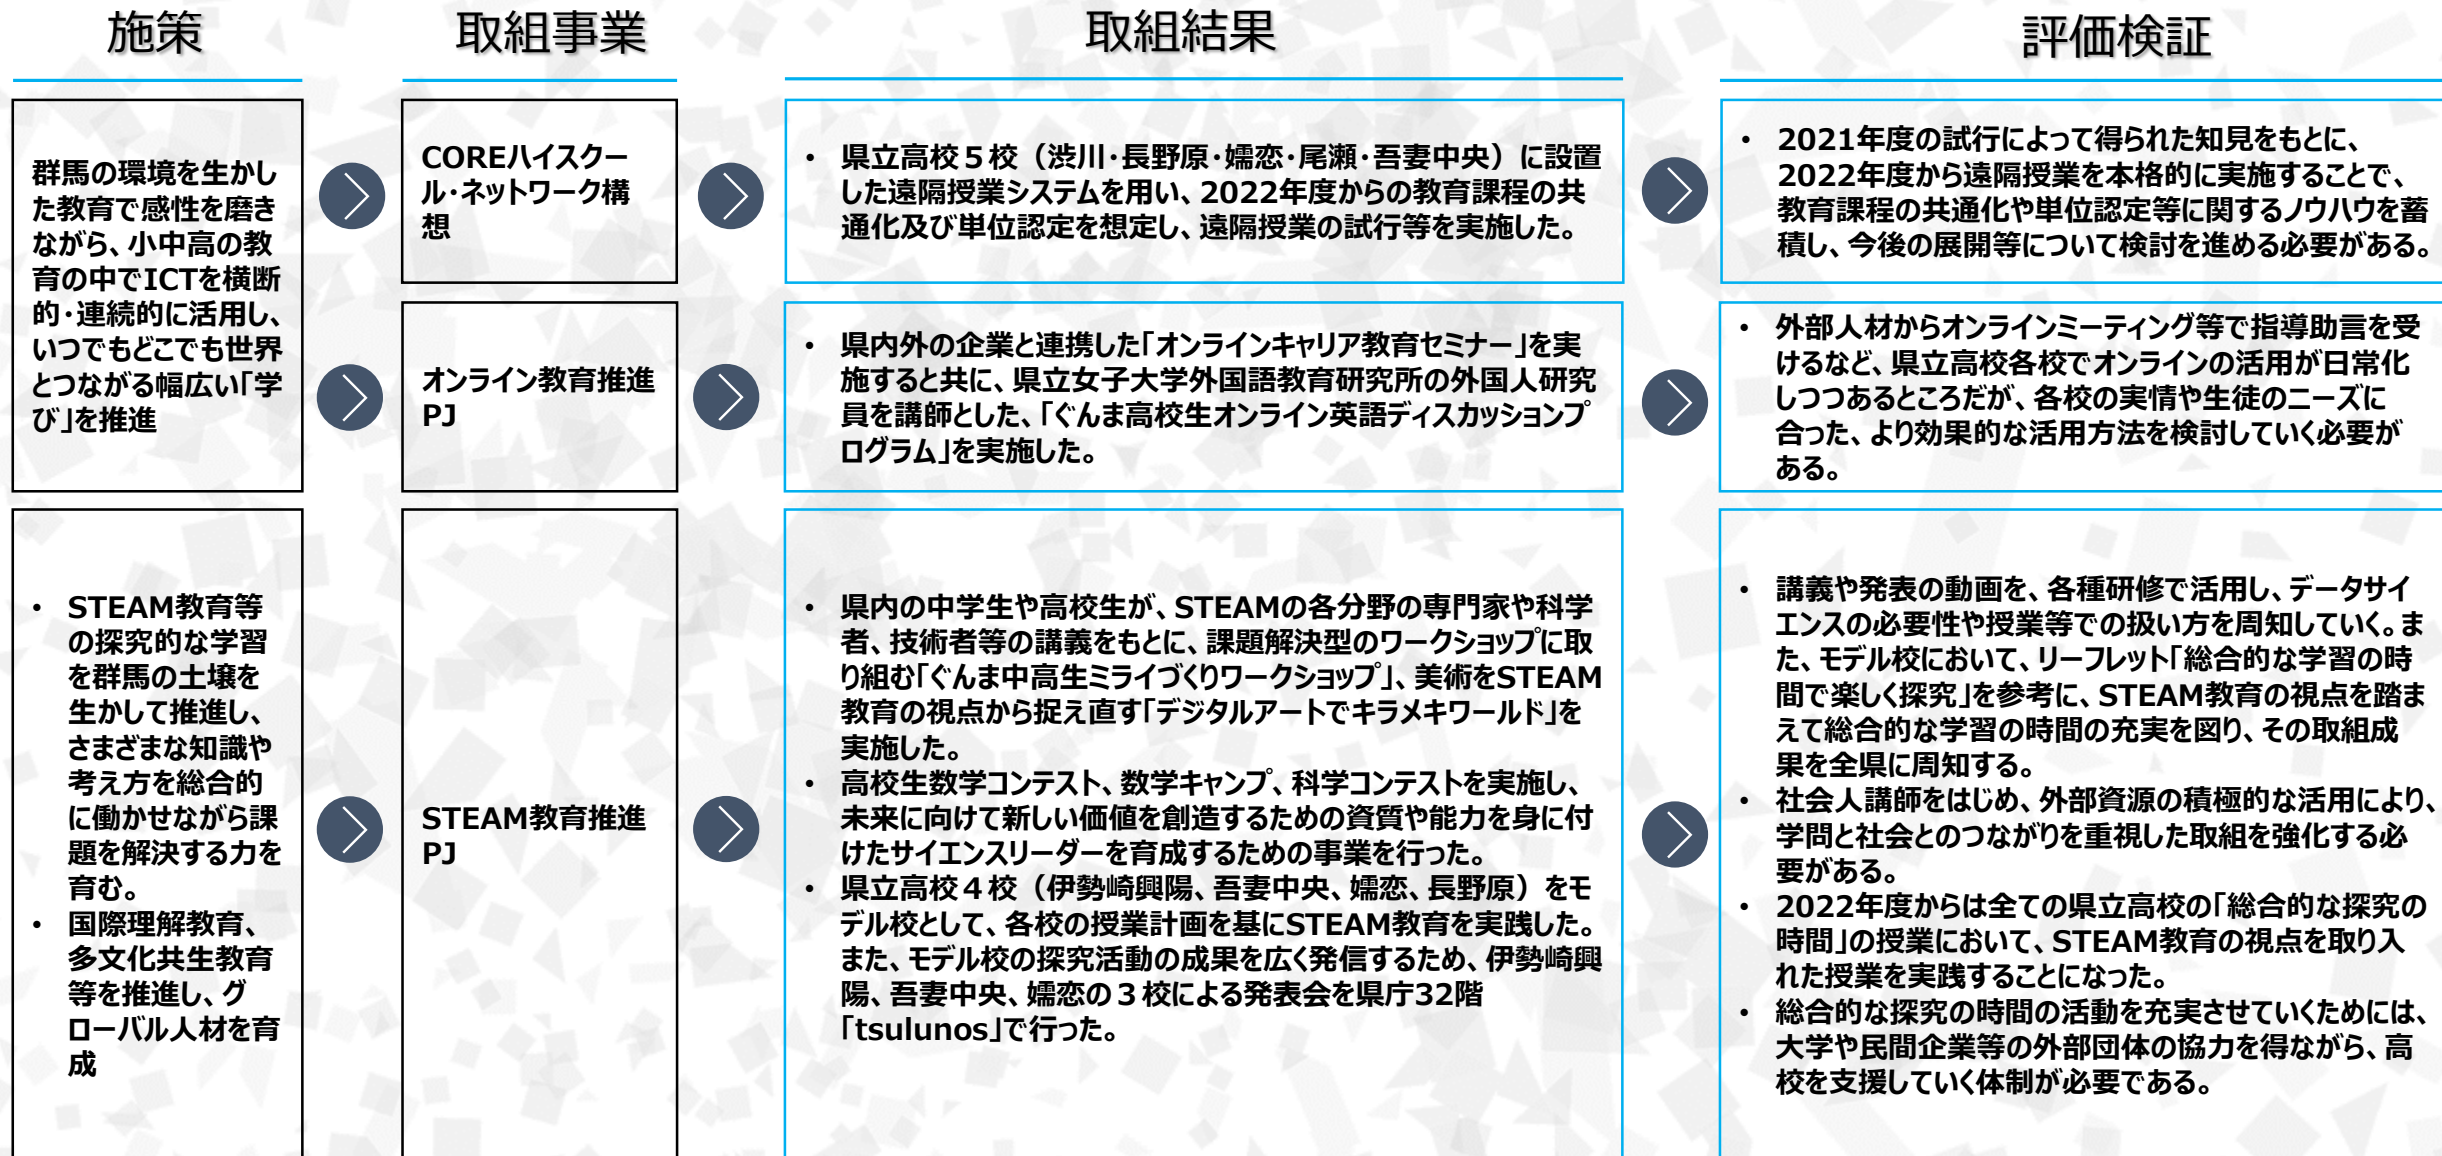 施策
取組事業
取組結果
評価検証
群馬の環境を生かし
た教育で感性を磨き
ながら、小中高の教
育の中でICTを横断
的・連続的に活用し、
いつでもどこでも世界
とつながる幅広い「学
び」を推進
COREハイスクー
ル・ネットワーク構
想
• 県立高校５校（渋川・長野原・嬬恋・尾瀬・吾妻中央）に設置
した遠隔授業システムを用い、2022年度からの教育課程の共
通化及び単位認定を想定し、遠隔授業の試行等を実施した。
• 2021年度の試行によって得られた知見をもとに、
2022年度から遠隔授業を本格的に実施することで、
教育課程の共通化や単位認定等に関するノウハウを蓄
積し、今後の展開等について検討を進める必要がある。
オンライン教育推進
PJ
• 県内外の企業と連携した「オンラインキャリア教育セミナー」を実
施すると共に、県立女子大学外国語教育研究所の外国人研究
員を講師とした、「ぐんま高校生オンライン英語ディスカッションプ
ログラム」を実施した。
• 外部人材からオンラインミーティング等で指導助言を受
けるなど、県立高校各校でオンラインの活用が日常化
しつつあるところだが、各校の実情や生徒のニーズに
合った、より効果的な活用方法を検討していく必要が
ある。
• STEAM教育等
の探究的な学習
を群馬の土壌を
生かして推進し、
さまざまな知識や
考え方を総合的
に働かせながら課
題を解決する力を
育む。
• 国際理解教育、
多文化共生教育
等を推進し、グ
ローバル人材を育
成
STEAM教育推進
PJ
• 県内の中学生や高校生が、STEAMの各分野の専門家や科学
者、技術者等の講義をもとに、課題解決型のワークショップに取
り組む「ぐんま中高生ミライづくりワークショップ」、美術をSTEAM
教育の視点から捉え直す「デジタルアートでキラメキワールド」を
実施した。
• 高校生数学コンテスト、数学キャンプ、科学コンテストを実施し、
未来に向けて新しい価値を創造するための資質や能力を身に付
けたサイエンスリーダーを育成するための事業を行った。
• 県立高校４校（伊勢崎興陽、吾妻中央、嬬恋、長野原）をモ
デル校として、各校の授業計画を基にSTEAM教育を実践した。
また、モデル校の探究活動の成果を広く発信するため、伊勢崎興
陽、吾妻中央、嬬恋の３校による発表会を県庁32階
「tsulunos」で行った。
• 講義や発表の動画を、各種研修で活用し、データサイ
エンスの必要性や授業等での扱い方を周知していく。ま
た、モデル校において、リーフレット「総合的な学習の時
間で楽しく探究」を参考に、STEAM教育の視点を踏ま
えて総合的な学習の時間の充実を図り、その取組成
果を全県に周知する。
• 社会人講師をはじめ、外部資源の積極的な活用により、
学問と社会とのつながりを重視した取組を強化する必
要がある。
• 2022年度からは全ての県立高校の「総合的な探究の
時間」の授業において、STEAM教育の視点を取り入
れた授業を実践することになった。
• 総合的な探究の時間の活動を充実させていくためには、
大学や民間企業等の外部団体の協力を得ながら、高
校を支援していく体制が必要である。